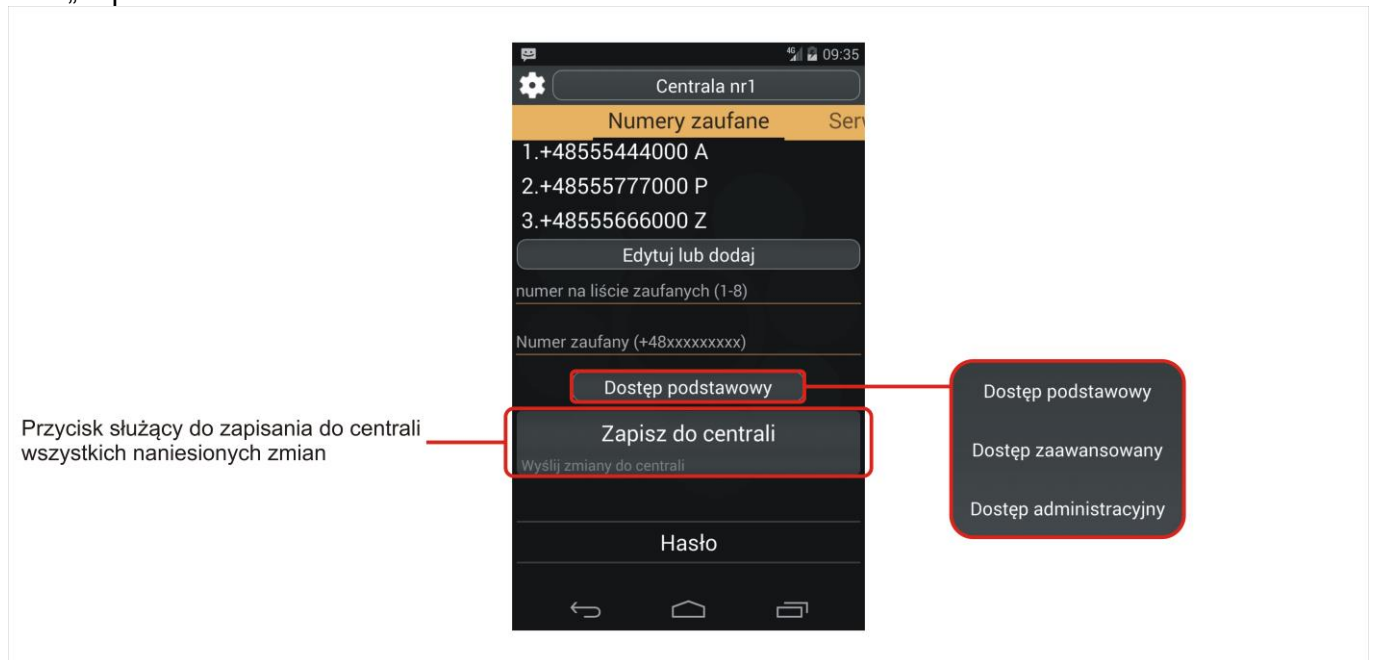 4G 09:35
Centrala nr1
Numery zaufane Ser
1.+48555444000 A
2.+48555777000 P
3.+48555666000 Z
Edytuj lub dodaj
numer na liście zaufanych (1-8)
Numer zaufany (+48xxxxxxxxx)
Dostęp podstawowy
Zapisz do centrali
Wyślij zmiany do centrali
Hasło
Przycisk służący do zapisania do centrali
wszystkich naniesionych zmian
Dostęp podstawowy
Dostęp zaawansowany
Dostęp administracyjny